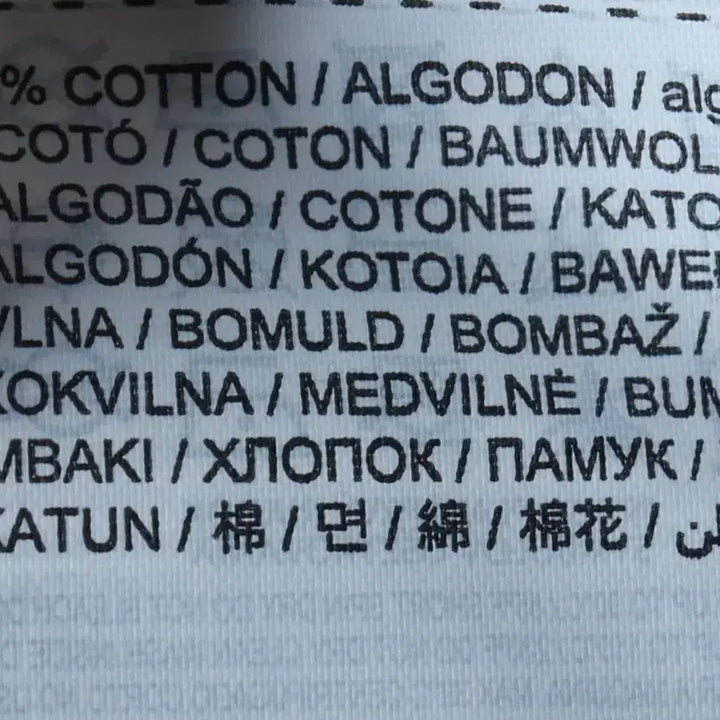 % COTTON / ALGODON / alg
COTÓ / COTON / BAUMWOL
ALGODÃO / COTONE / KATO
ALGODÓN / KOTOIA / BAWE
VLNA / BOMULD / BOMBAŽ /
KOKVILNA / MEDVILNĖ / BUM
MBAKI / ХЛОПОК / ПАМУК /
KATUN / 棉 / 면 / 綿 / 棉花 / ن